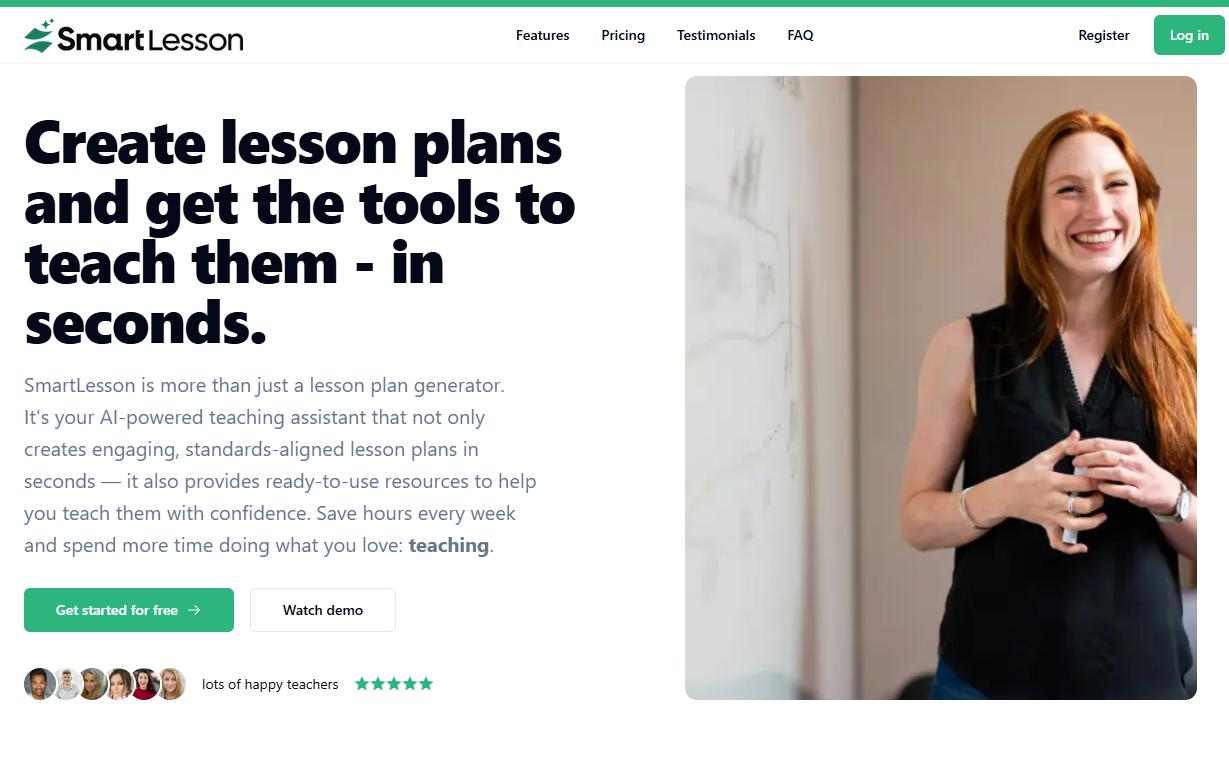 SmartLesson
Features
Pricing
Testimonials
FAQ
Register
Log in
Create lesson plans
and get the tools to
teach them - in
seconds.
SmartLesson is more than just a lesson plan generator.
It's your AI-powered teaching assistant that not only
creates engaging, standards-aligned lesson plans in
seconds — it also provides ready-to-use resources to help
you teach them with confidence. Save hours every week
and spend more time doing what you love: teaching.
Get started for free →
Watch demo
lots of happy teachers